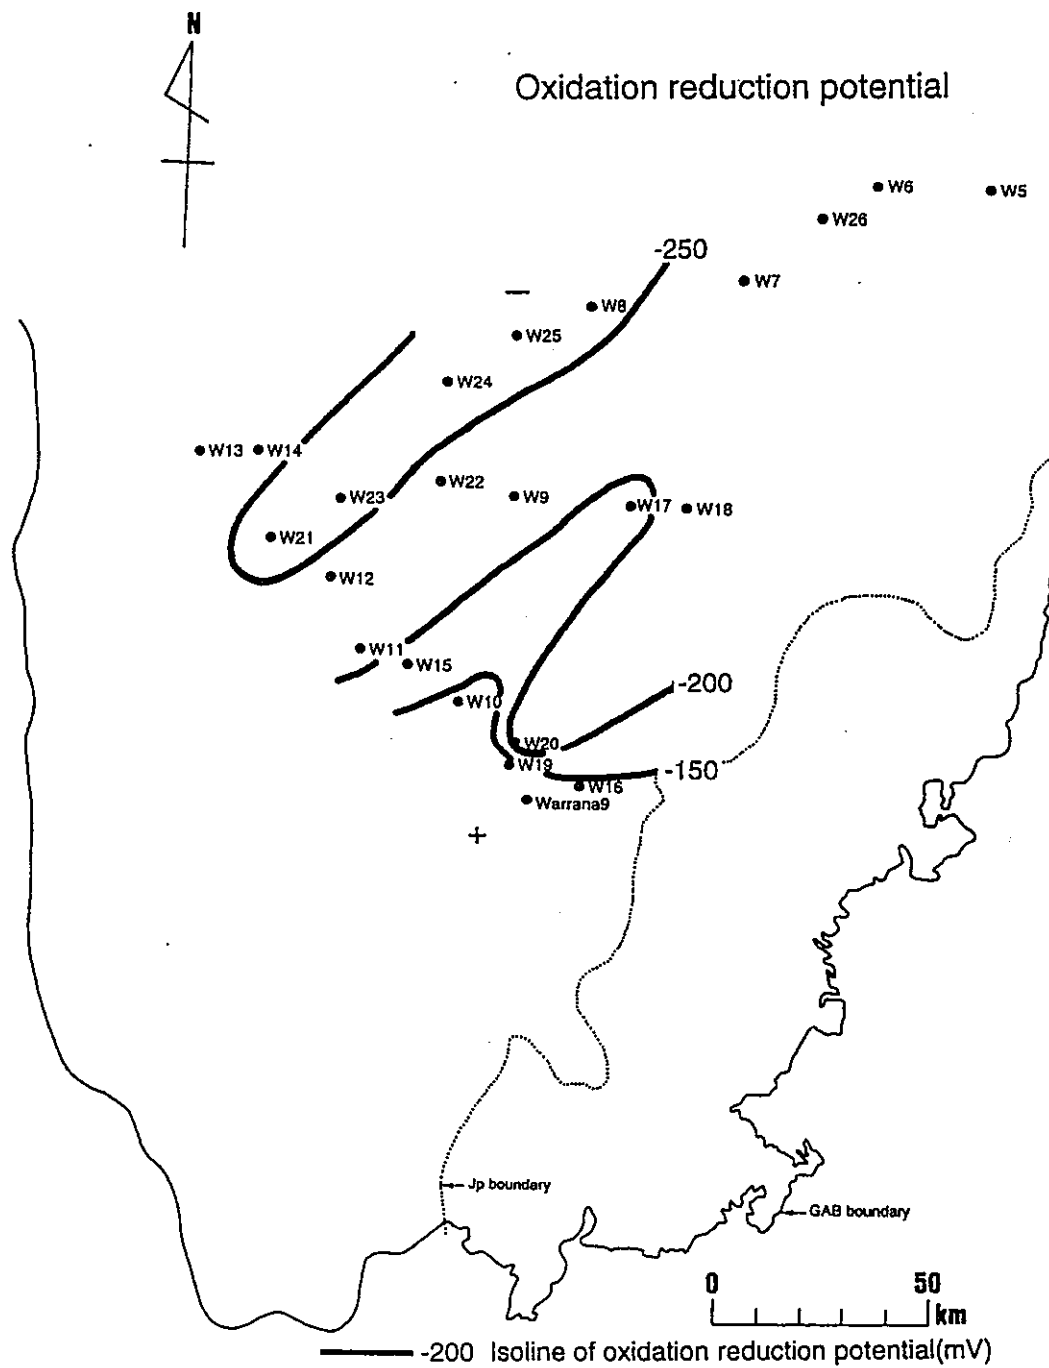 N
Oxidation reduction potential
W6
W5
W26
-250
W7
−
W8
W25
W24
W13
W14
W22
W23
W9
W17
W18
W21
W12
W11
W15
-200
W10
W20
W19
-150
W16
Warrana9
+
Jp boundary
GAB boundary
0 50
km
-200 Isoline of oxidation reduction potential(mV)